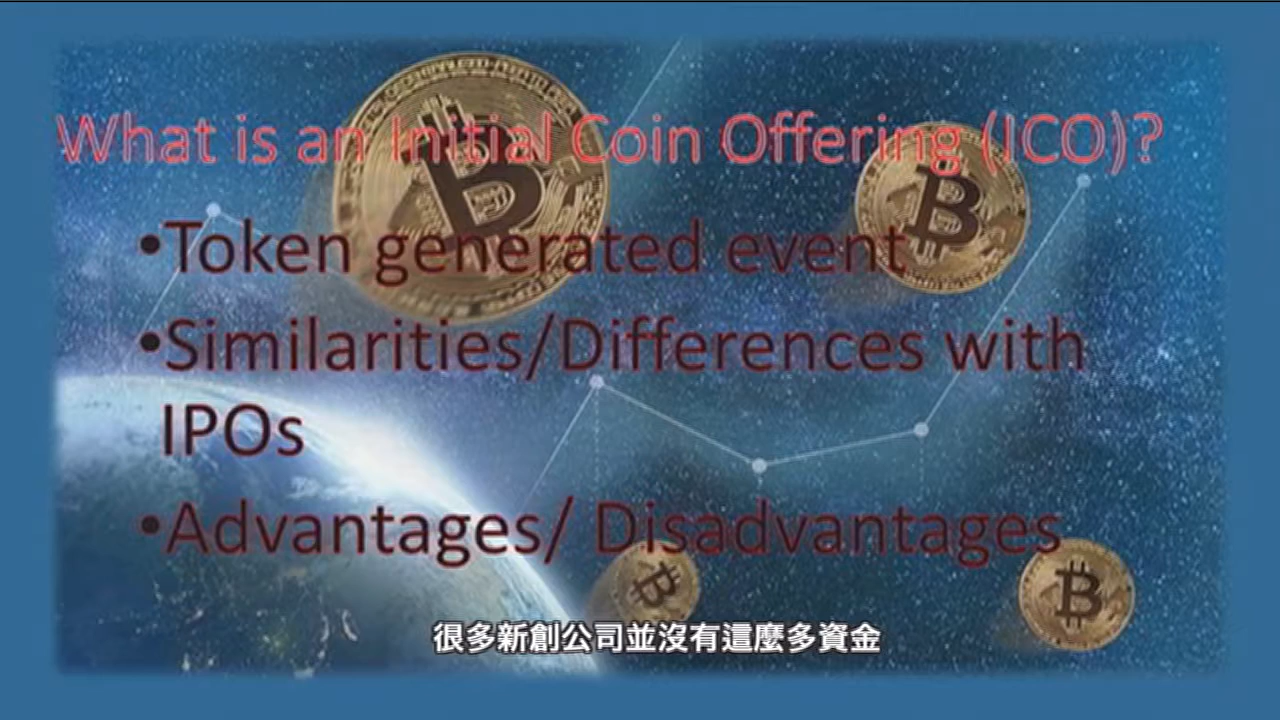 What is an Initial Coin Offering (ICO)?
•Token generated event
•Similarities/Differences with
IPOs
•Advantages/ Disadvantages
很多新創公司並沒有這麼多資金